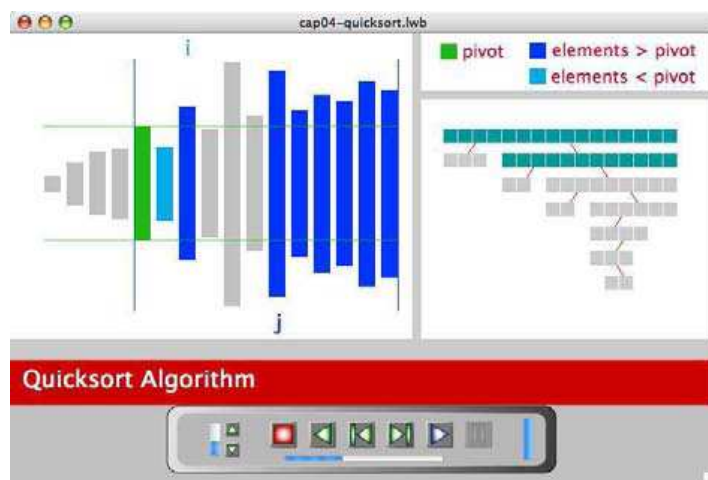 cap04-quicksort.lwb
i
pivot
elements > pivot
elements < pivot
j
Quicksort Algorithm